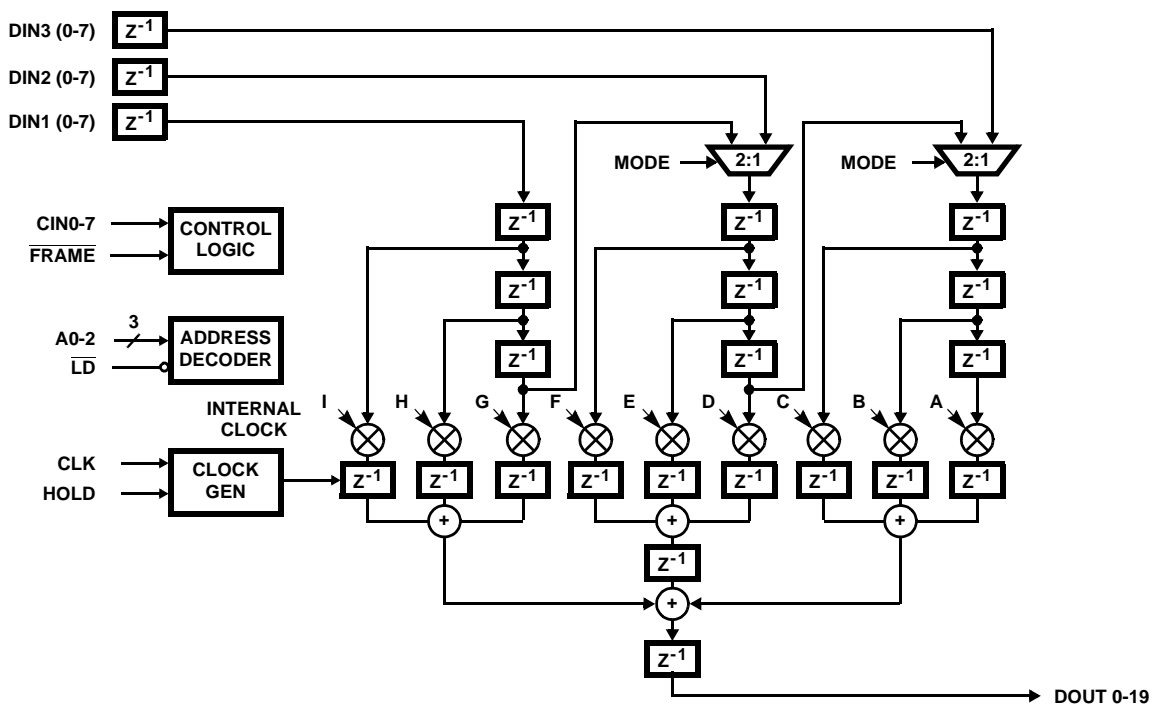 DIN3 (0-7) Z-1
DIN2 (0-7) Z-1
DIN1 (0-7) Z-1
MODE 2:1 MODE 2:1
Z-1 Z-1 Z-1
CIN0-7
FRAME
CONTROL
LOGIC
Z-1 Z-1 Z-1
A0-2 3
LD
ADDRESS
DECODER
Z-1 Z-1 Z-1
I H G F E D C B A
INTERNAL
CLOCK
CLK
HOLD
CLOCK
GEN
Z-1 Z-1 Z-1 Z-1 Z-1 Z-1 Z-1 Z-1 Z-1
+ + +
Z-1
+
Z-1
DOUT 0-19